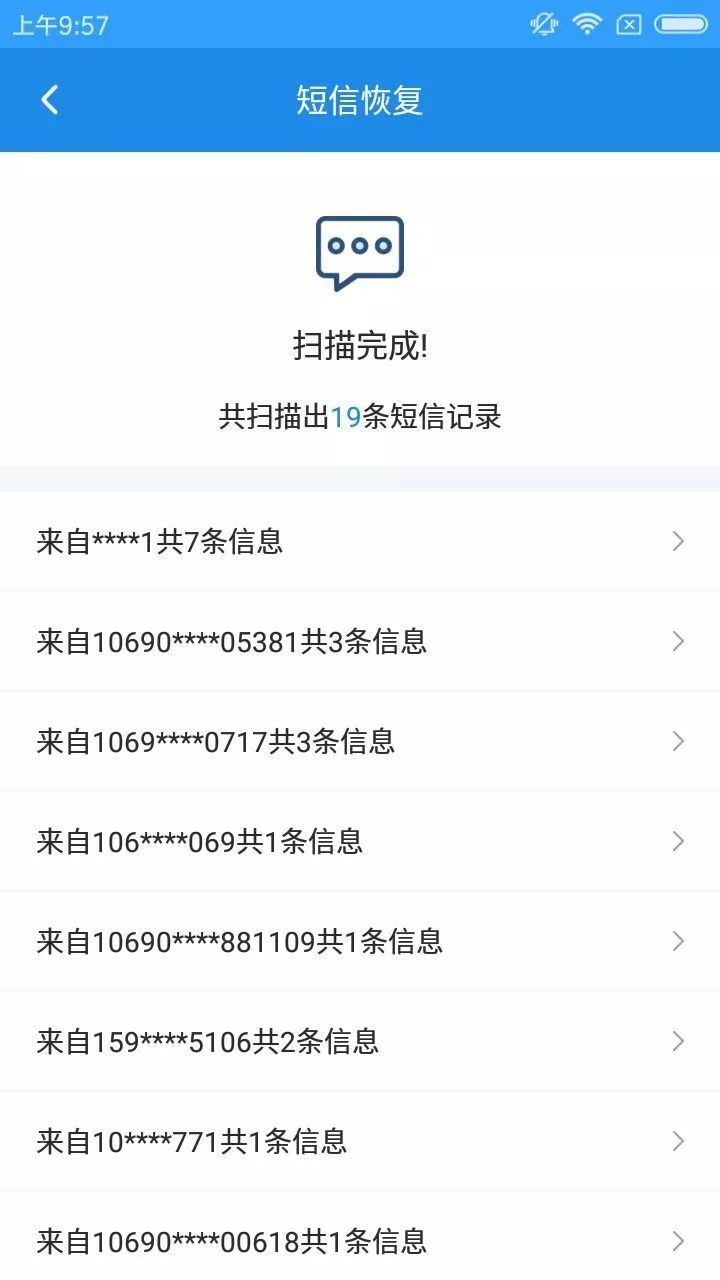 上午9:57
短信恢复
扫描完成!
共扫描出19条短信记录
来自****1共7条信息
来自10690****05381共3条信息
来自1069****0717共3条信息
来自106****069共1条信息
来自10690****881109共1条信息
来自159****5106共2条信息
来自10****771共1条信息
来自10690****00618共1条信息